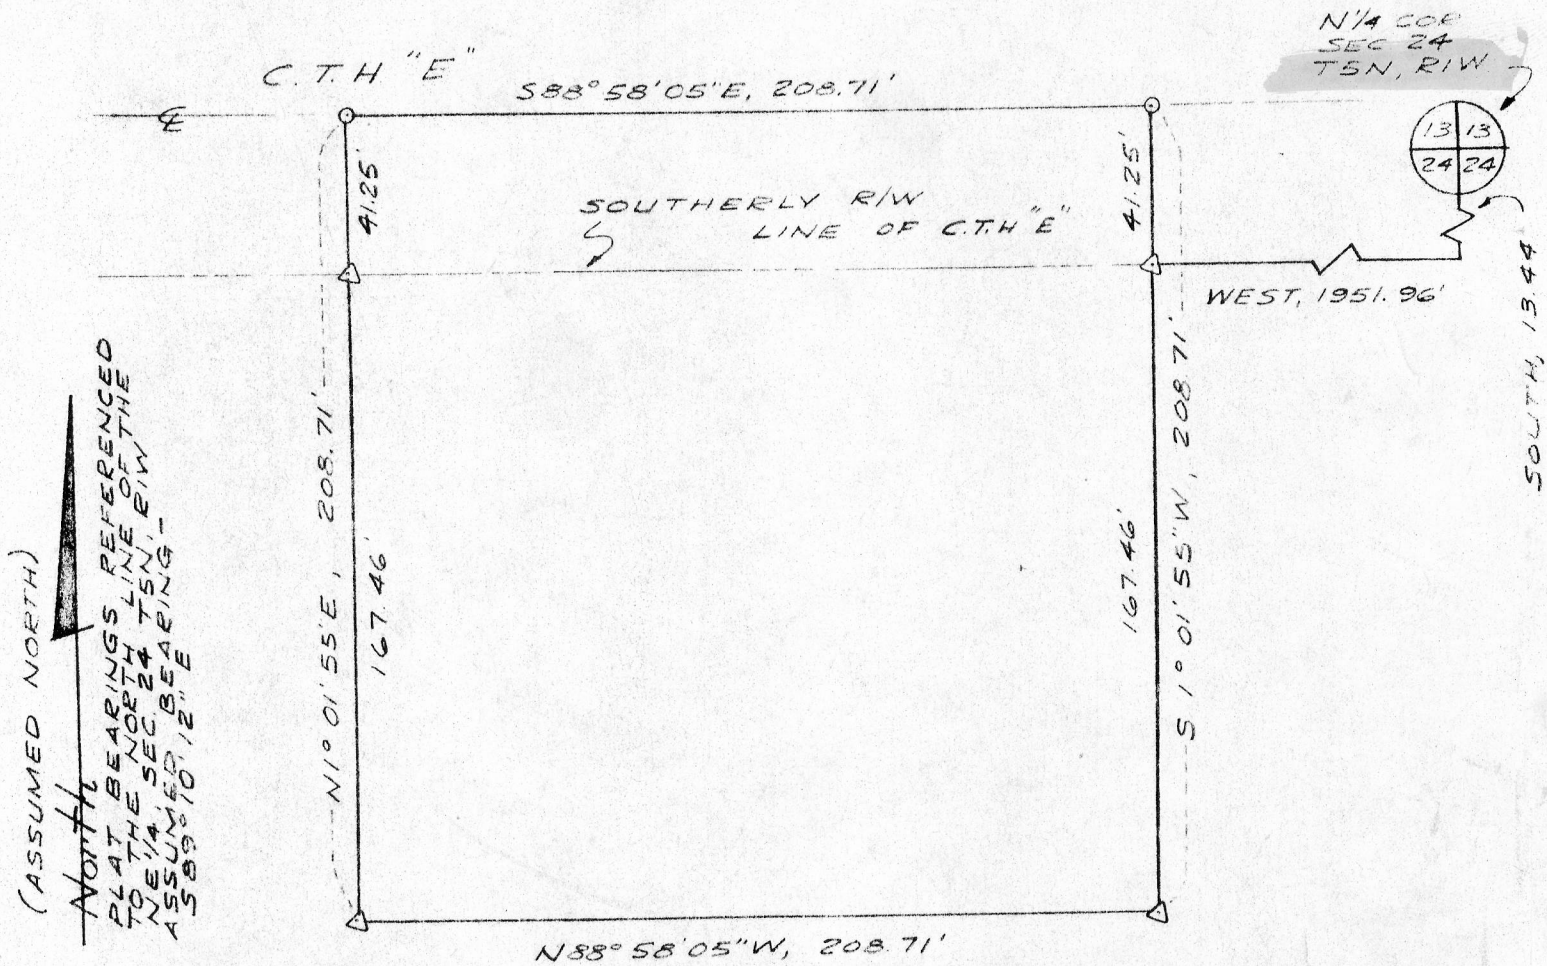 N 1/4 COR
SEC 24
T5N, R1W
C.T.H "E"
S88°58'05"E, 208.71'
℄
13 13
24 24
41.25'
41.25'
SOUTHERLY R/W
LINE OF C.T.H "E"
WEST, 1951.96'
SOUTH, 13.44
N1°01'55"E, 208.71'
167.46'
167.46'
S 1°01'55"W, 208.71'
(ASSUMED NORTH)
North
PLAT BEARINGS REFERENCED
TO THE NORTH LINE OF THE
NE 1/4, SEC. 24 T5N, R1W,
ASSUMED BEARING-
S89°10'12"E
N88°58'05"W, 208.71'